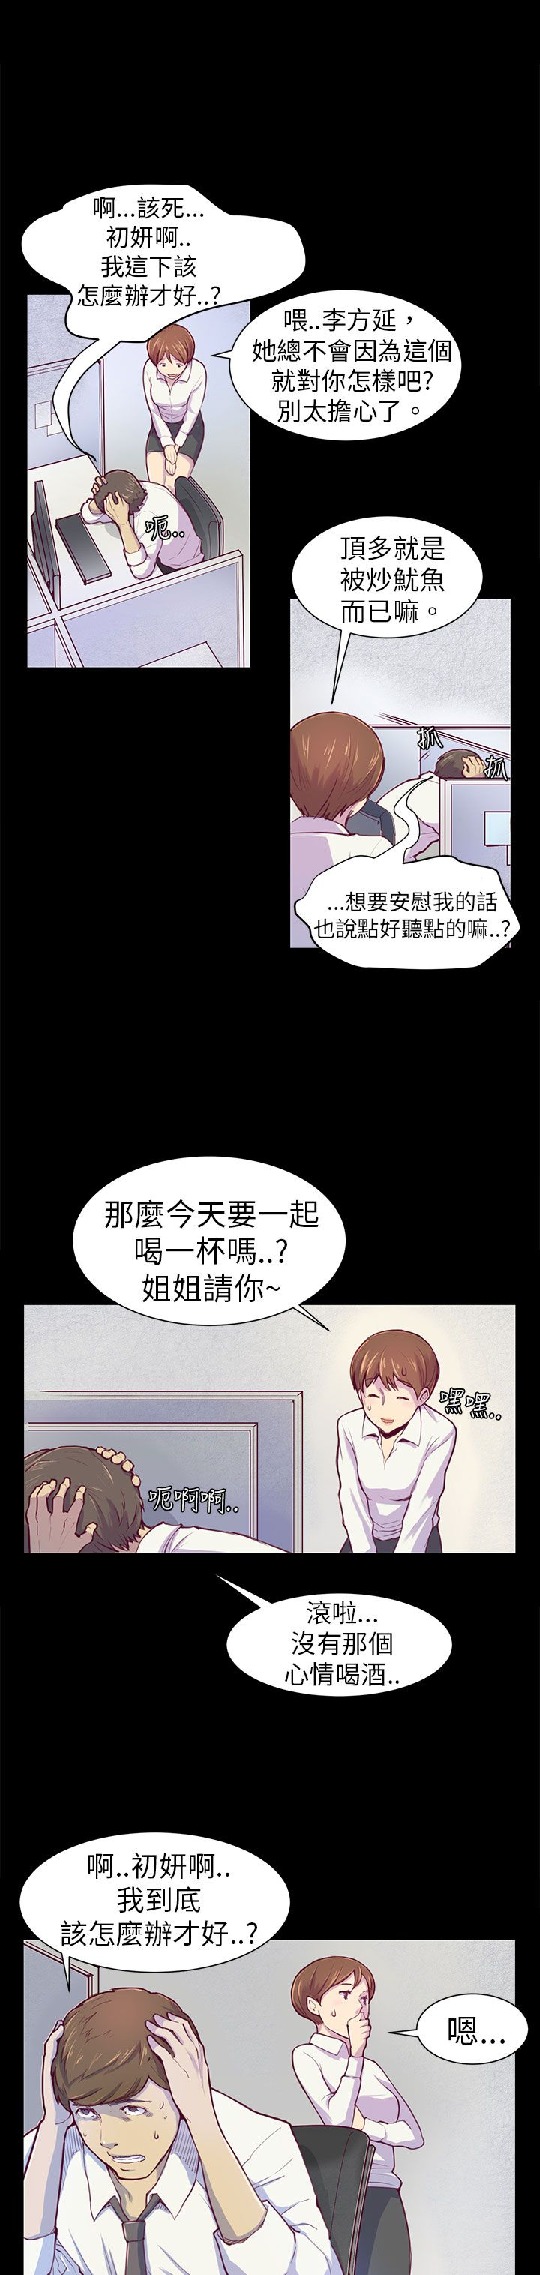 啊...該死...
初妍啊..
我這下該
怎麼辦才好..?
喂..李方延，
她總不會因為這個
就對你怎樣吧?
別太擔心了。
呃..
頂多就是
被炒魷魚
而已嘛。
抓
抓
...想要安慰我的話
也說點好聽點的嘛..?
那麼今天要一起
喝一杯嗎..?
姐姐請你~
嘿嘿..
呃啊啊..
滾啦...
沒有那個
心情喝酒..
啊..初妍啊..
我到底
該怎麼辦才好..?
嗯...